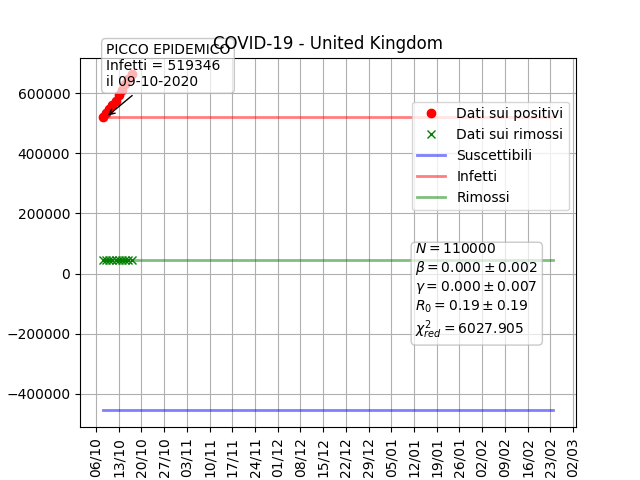 COVID-19 - United Kingdom
PICCO EPIDEMICO
Infetti = 519346
il 09-10-2020
600000
400000
200000
0
−200000
−400000
Dati sui positivi
Dati sui rimossi
Suscettibili
Infetti
Rimossi
N = 110000
β = 0.000 ± 0.002
γ = 0.000 ± 0.007
R₀ = 0.19 ± 0.19
χ²red = 6027.905
06/10
13/10
20/10
27/10
03/11
10/11
17/11
24/11
01/12
08/12
15/12
22/12
29/12
05/01
12/01
19/01
26/01
02/02
09/02
16/02
23/02
02/03